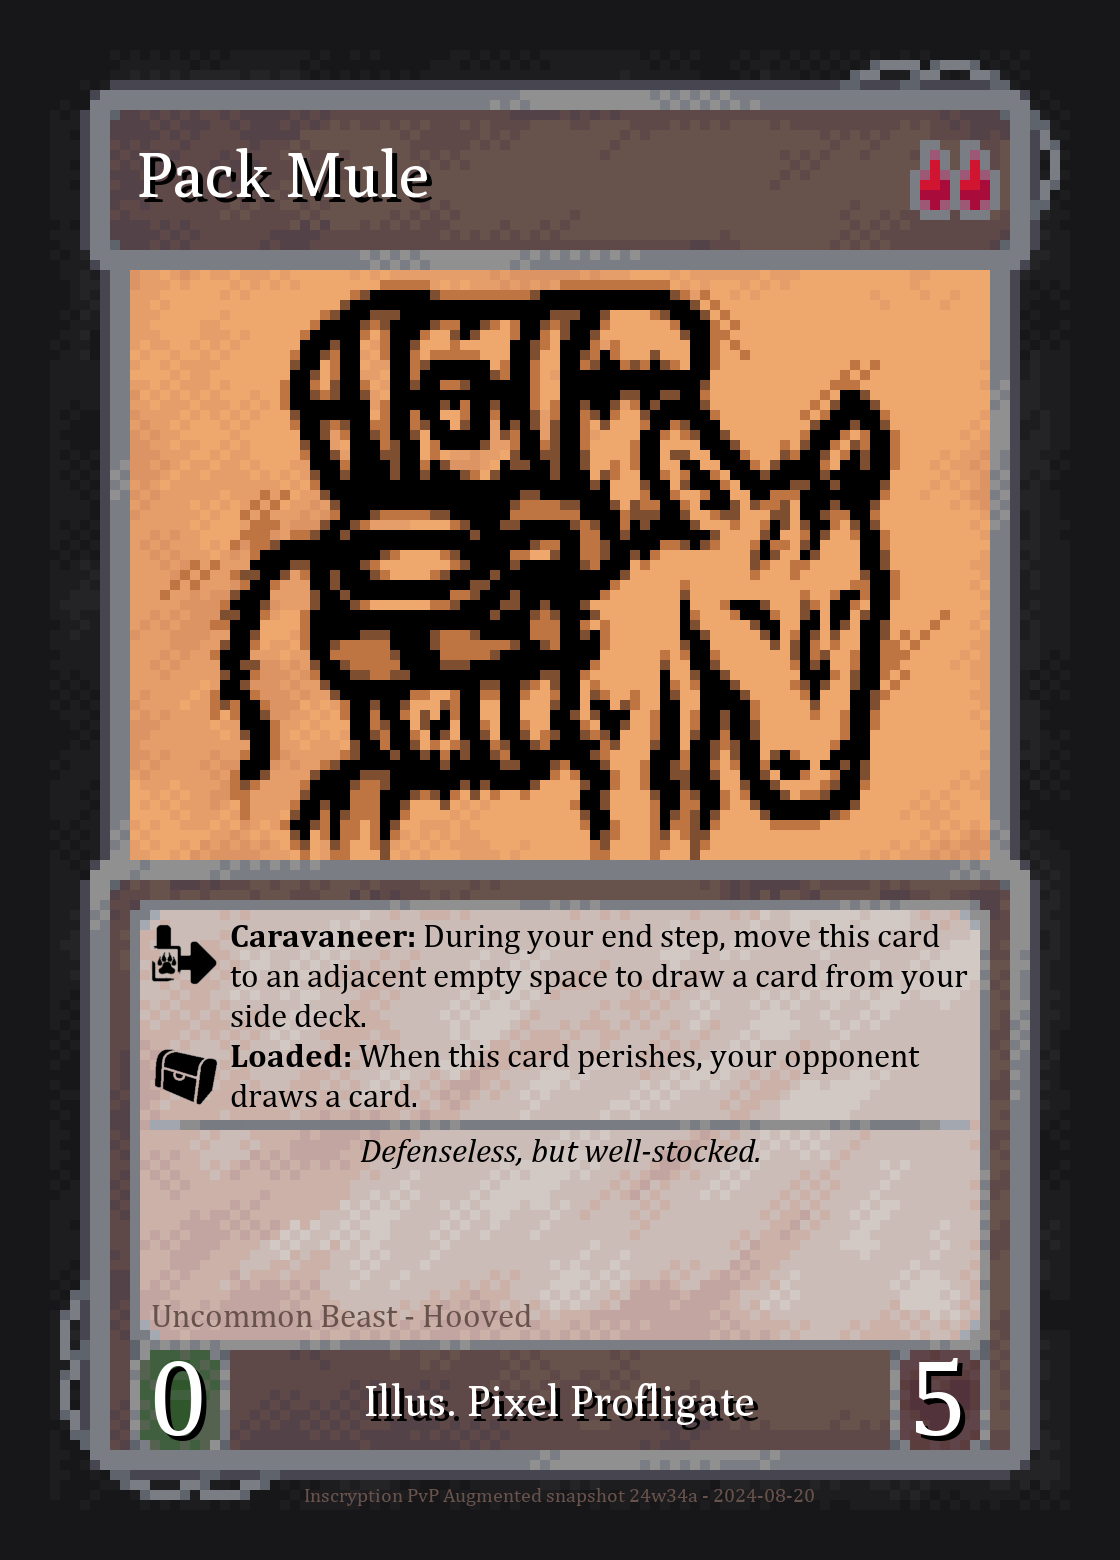 Pack Mule
Caravaneer: During your end step, move this card
to an adjacent empty space to draw a card from your
side deck.
Loaded: When this card perishes, your opponent
draws a card.
Defenseless, but well-stocked.
Uncommon Beast - Hooved
0
Illus. Pixel Profligate
5
Inscryption PvP Augmented snapshot 24w34a - 2024-08-20